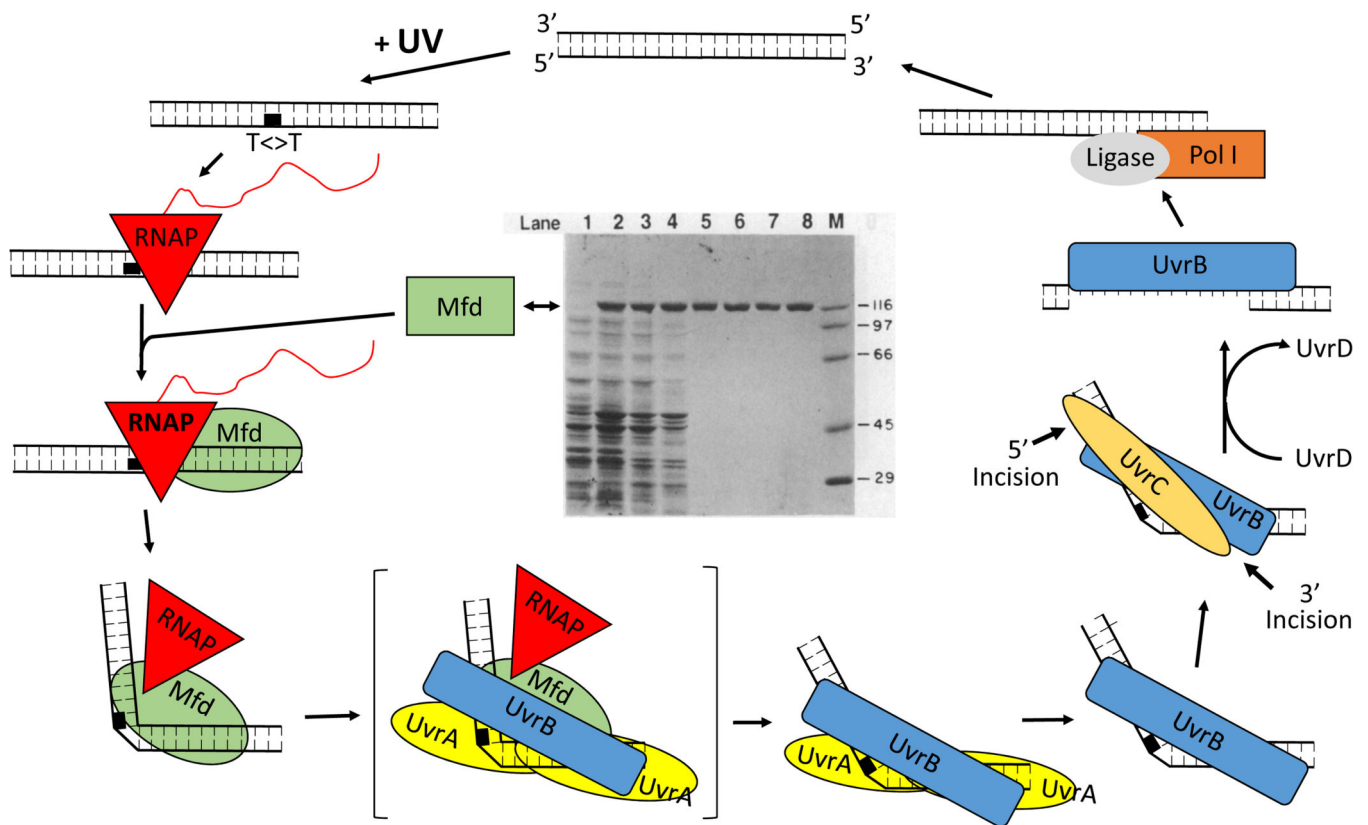 3’
5’
5’
3’
+ UV
T<>T
RNAP
Mfd
RNAP
Mfd
Lane 1 2 3 4 5 6 7 8 M
116
97
66
45
29
Ligase
Pol I
UvrB
UvrD
UvrD
5’
Incision
UvrC
UvrB
3’
Incision
RNAP
Mfd
RNAP
Mfd
UvrB
UvrA
UvrA
UvrB
UvrA
UvrA
UvrB